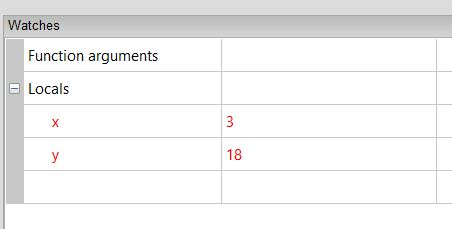 Watches
Function arguments
Locals
x 3
y 18